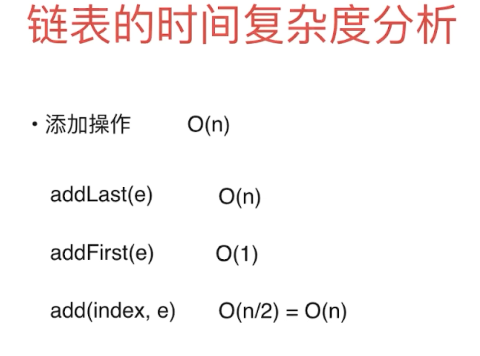 链表的时间复杂度分析
• 添加操作 O(n)
addLast(e) O(n)
addFirst(e) O(1)
add(index, e) O(n/2) = O(n)